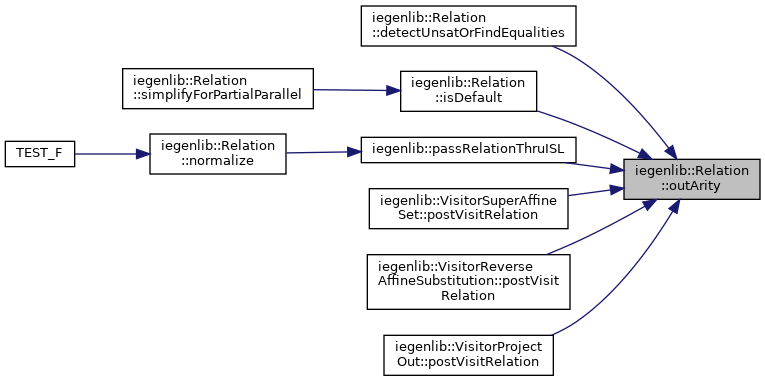 iegenlib::Relation
::detectUnsatOrFindEqualities
iegenlib::Relation
::simplifyForPartialParallel
iegenlib::Relation
::isDefault
TEST_F
iegenlib::Relation
::normalize
iegenlib::passRelationThruISL
iegenlib::Relation
::outArity
iegenlib::VisitorSuperAffine
Set::postVisitRelation
iegenlib::VisitorReverse
AffineSubstitution::postVisit
Relation
iegenlib::VisitorProject
Out::postVisitRelation